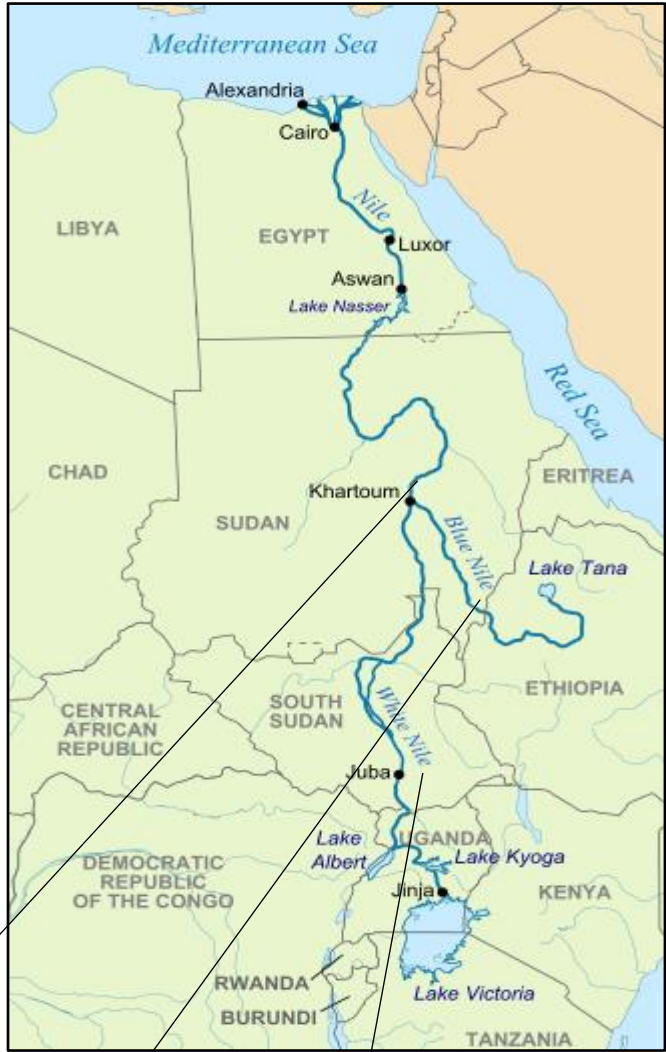 Mediterranean Sea
Alexandria
Cairo
Nile
LIBYA
EGYPT
Luxor
Aswan
Lake Nasser
Red Sea
CHAD
ERITREA
Khartoum
SUDAN
Blue Nile
Lake Tana
ETHIOPIA
SOUTH
SUDAN
White Nile
CENTRAL
AFRICAN
REPUBLIC
Juba
Lake
Albert
UGANDA
Lake Kyoga
DEMOCRATIC
REPUBLIC
OF THE CONGO
Jinja
KENYA
RWANDA
Lake Victoria
BURUNDI
TANZANIA